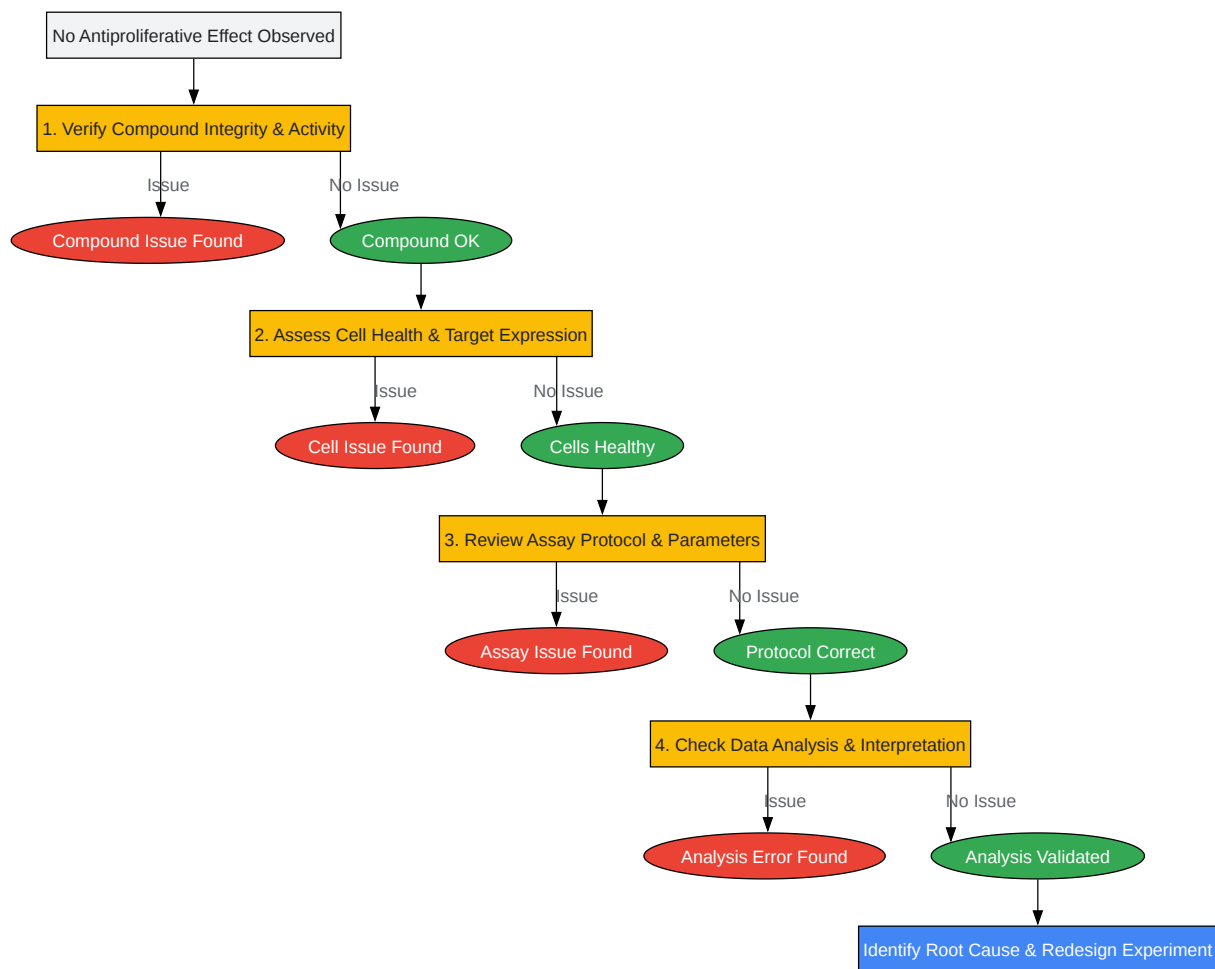 No Antiproliferative Effect Observed
1. Verify Compound Integrity & Activity
Issue
No Issue
Compound Issue Found
Compound OK
2. Assess Cell Health & Target Expression
Issue
No Issue
Cell Issue Found
Cells Healthy
3. Review Assay Protocol & Parameters
Issue
No Issue
Assay Issue Found
Protocol Correct
4. Check Data Analysis & Interpretation
Issue
No Issue
Analysis Error Found
Analysis Validated
Identify Root Cause & Redesign Experiment